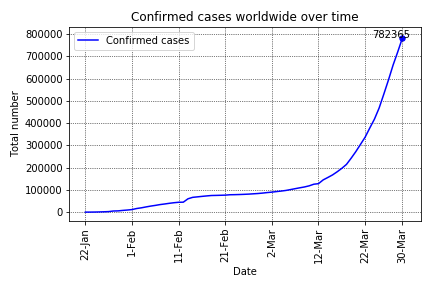 Confirmed cases worldwide over time
Confirmed cases
782365
800000
700000
600000
500000
400000
300000
200000
100000
0
Total number
22-Jan
1-Feb
11-Feb
21-Feb
2-Mar
12-Mar
22-Mar
30-Mar
Date